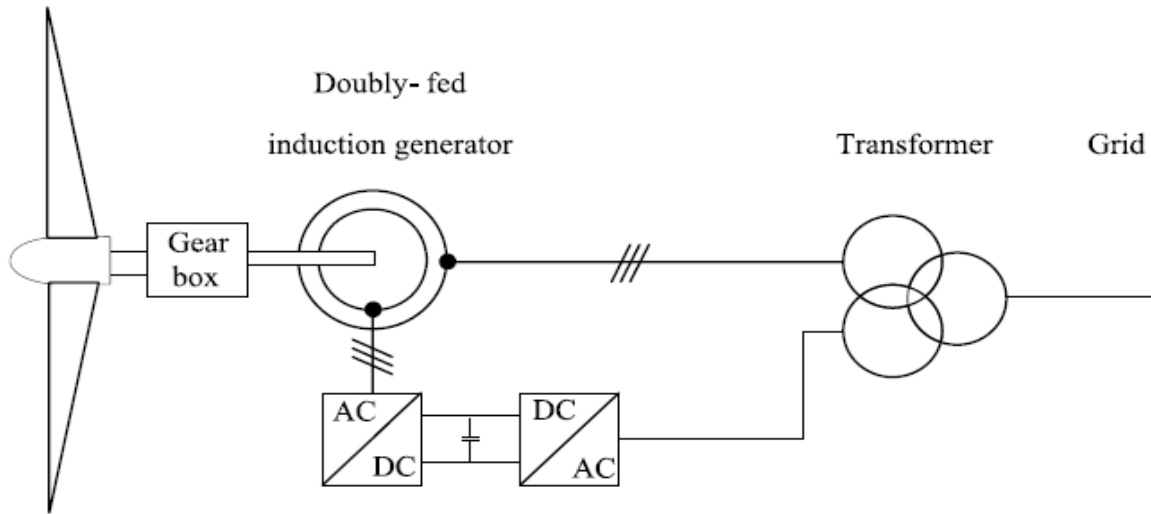 Doubly- fed
induction generator
Transformer
Grid
Gear
box
AC
DC
DC
AC